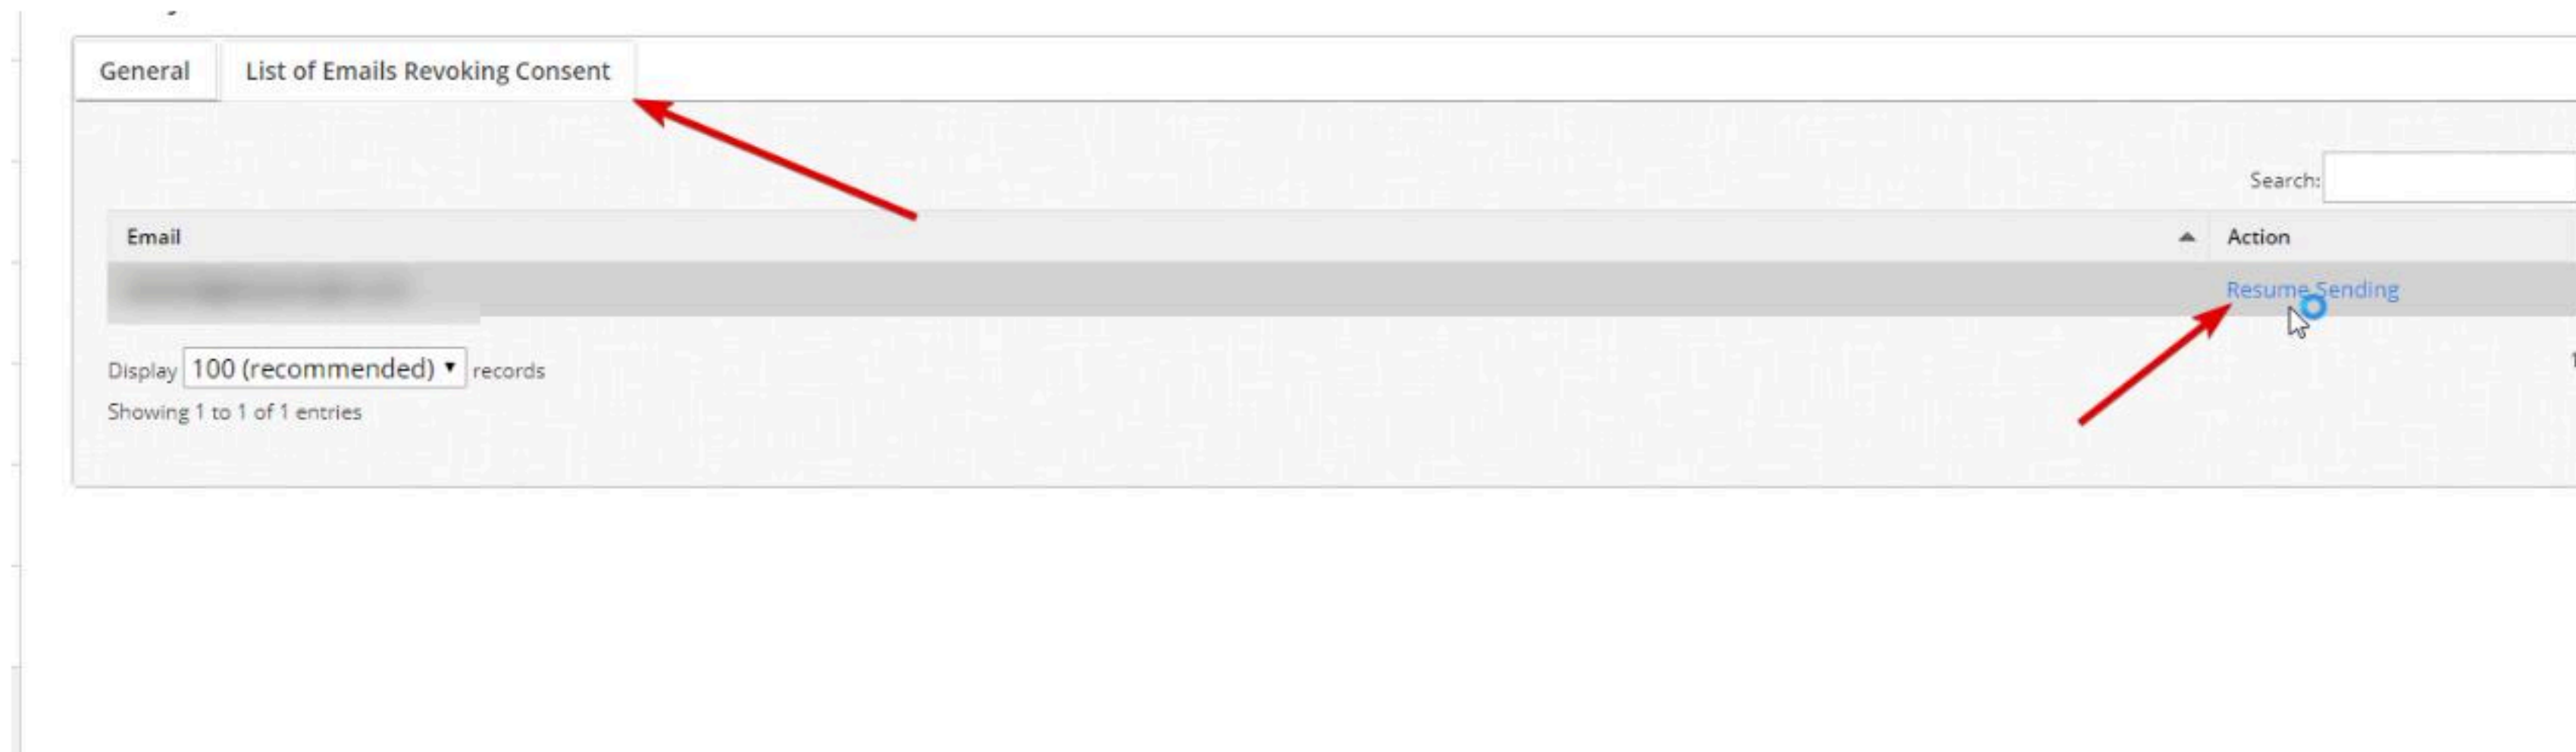 General List of Emails Revoking Consent
Search:
Email Action
Resume Sending
Display 100 (recommended) records
Showing 1 to 1 of 1 entries